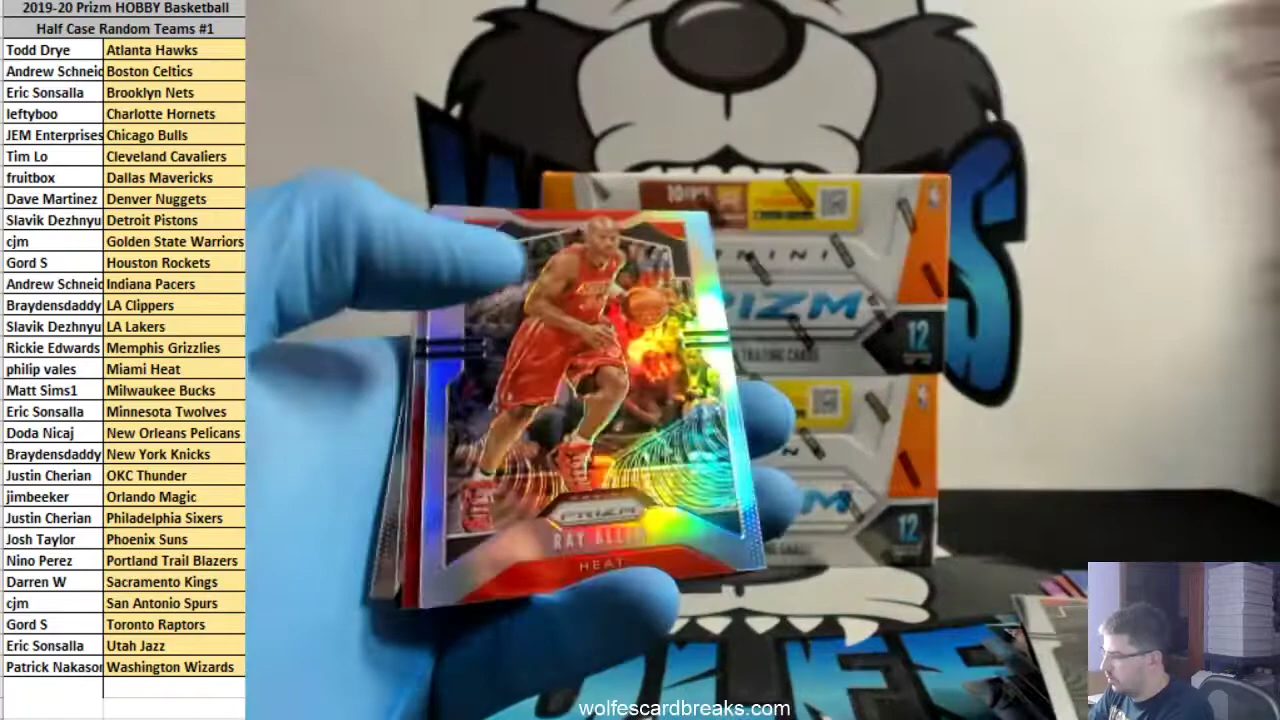 2019-20 Prizm HOBBY Basketball
Half Case Random Teams #1
Todd Drye Atlanta Hawks
Andrew Schneid Boston Celtics
Eric Sonsalla Brooklyn Nets
leftyboo Charlotte Hornets
JEM Enterprises Chicago Bulls
Tim Lo Cleveland Cavaliers
fruitbox Dallas Mavericks
Dave Martinez Denver Nuggets
Slavik Dezhnyu Detroit Pistons
cjm Golden State Warriors
Gord S Houston Rockets
Andrew Schneid Indiana Pacers
Braydensdaddy LA Clippers
Slavik Dezhnyu LA Lakers
Rickie Edwards Memphis Grizzlies
philip vales Miami Heat
Matt Sims1 Milwaukee Bucks
Eric Sonsalla Minnesota Twolves
Doda Nicaj New Orleans Pelicans
Braydensdaddy New York Knicks
Justin Cherian OKC Thunder
jimbeeker Orlando Magic
Justin Cherian Philadelphia Sixers
Josh Taylor Phoenix Suns
Nino Perez Portland Trail Blazers
Darren W Sacramento Kings
cjm San Antonio Spurs
Gord S Toronto Raptors
Eric Sonsalla Utah Jazz
Patrick Nakason Washington Wizards
PRIZM
RAY ALLEN
HEAT
12
12
wolfescardbreaks.com